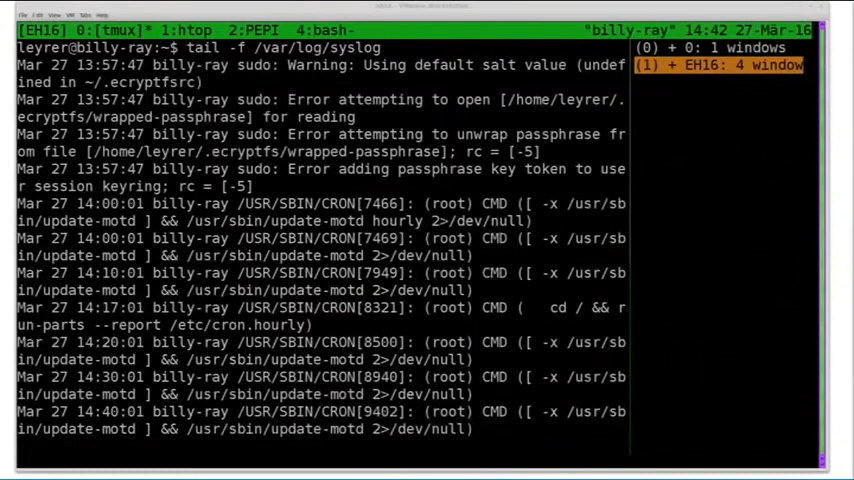 File Edit View Tabs Help
[EH16] 0:[tmux]* 1:htop  2:PEPI  4:bash-
"billy-ray" 14:42 27-Mär-16
leyrer@billy-ray:~$ tail -f /var/log/syslog
Mar 27 13:57:47 billy-ray sudo: Warning: Using default salt value (undef
ined in ~/.ecryptfsrc)
Mar 27 13:57:47 billy-ray sudo: Error attempting to open [/home/leyrer/.
ecryptfs/wrapped-passphrase] for reading
Mar 27 13:57:47 billy-ray sudo: Error attempting to unwrap passphrase fr
om file [/home/leyrer/.ecryptfs/wrapped-passphrase]; rc = [-5]
Mar 27 13:57:47 billy-ray sudo: Error adding passphrase key token to use
r session keyring; rc = [-5]
Mar 27 14:00:01 billy-ray /USR/SBIN/CRON[7466]: (root) CMD ([ -x /usr/sb
in/update-motd ] && /usr/sbin/update-motd hourly 2>/dev/null)
Mar 27 14:00:01 billy-ray /USR/SBIN/CRON[7469]: (root) CMD ([ -x /usr/sb
in/update-motd ] && /usr/sbin/update-motd 2>/dev/null)
Mar 27 14:10:01 billy-ray /USR/SBIN/CRON[7949]: (root) CMD ([ -x /usr/sb
in/update-motd ] && /usr/sbin/update-motd 2>/dev/null)
Mar 27 14:17:01 billy-ray /USR/SBIN/CRON[8321]: (root) CMD (   cd / && r
un-parts --report /etc/cron.hourly)
Mar 27 14:20:01 billy-ray /USR/SBIN/CRON[8500]: (root) CMD ([ -x /usr/sb
in/update-motd ] && /usr/sbin/update-motd 2>/dev/null)
Mar 27 14:30:01 billy-ray /USR/SBIN/CRON[8940]: (root) CMD ([ -x /usr/sb
in/update-motd ] && /usr/sbin/update-motd 2>/dev/null)
Mar 27 14:40:01 billy-ray /USR/SBIN/CRON[9402]: (root) CMD ([ -x /usr/sb
in/update-motd ] && /usr/sbin/update-motd 2>/dev/null)
(0) + 0: 1 windows
(1) + EH16: 4 window